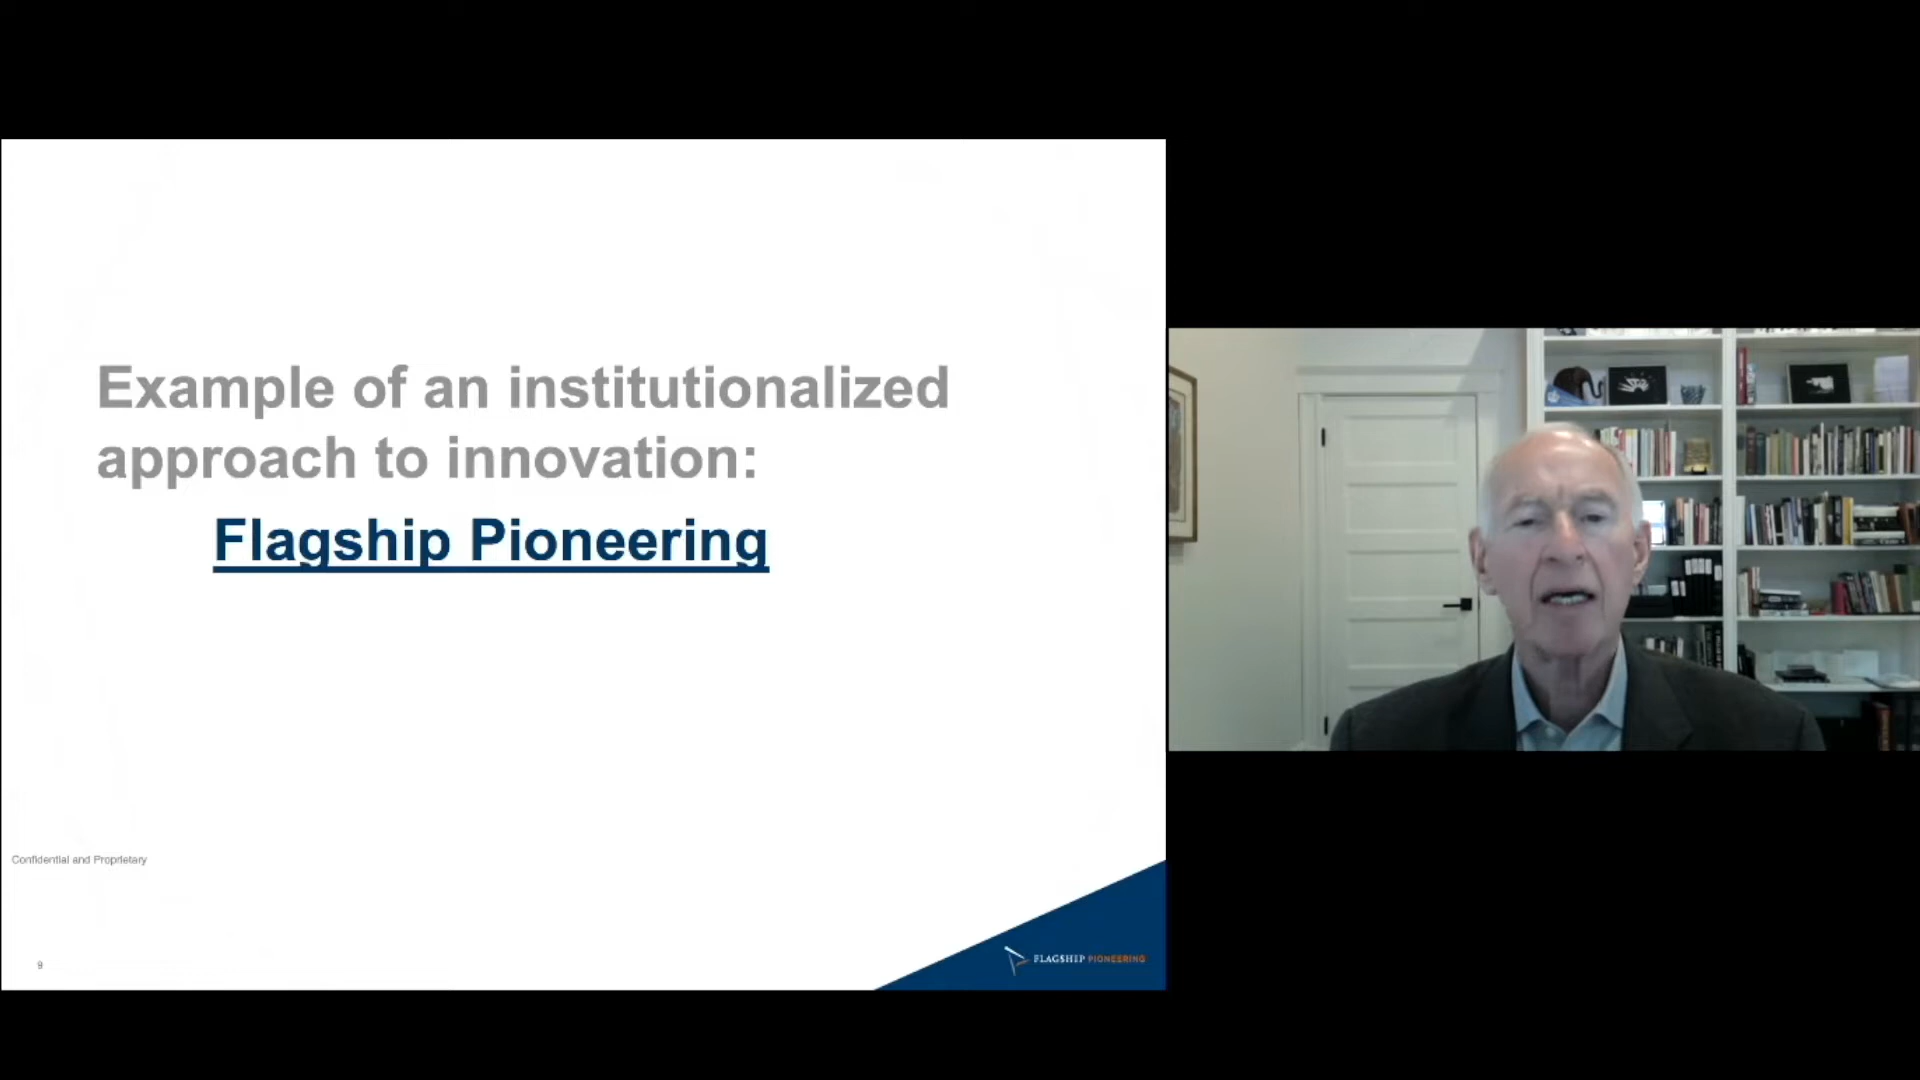 Example of an institutionalized
approach to innovation:
Flagship Pioneering
Confidential and Proprietary
9
FLAGSHIP PIONEERING